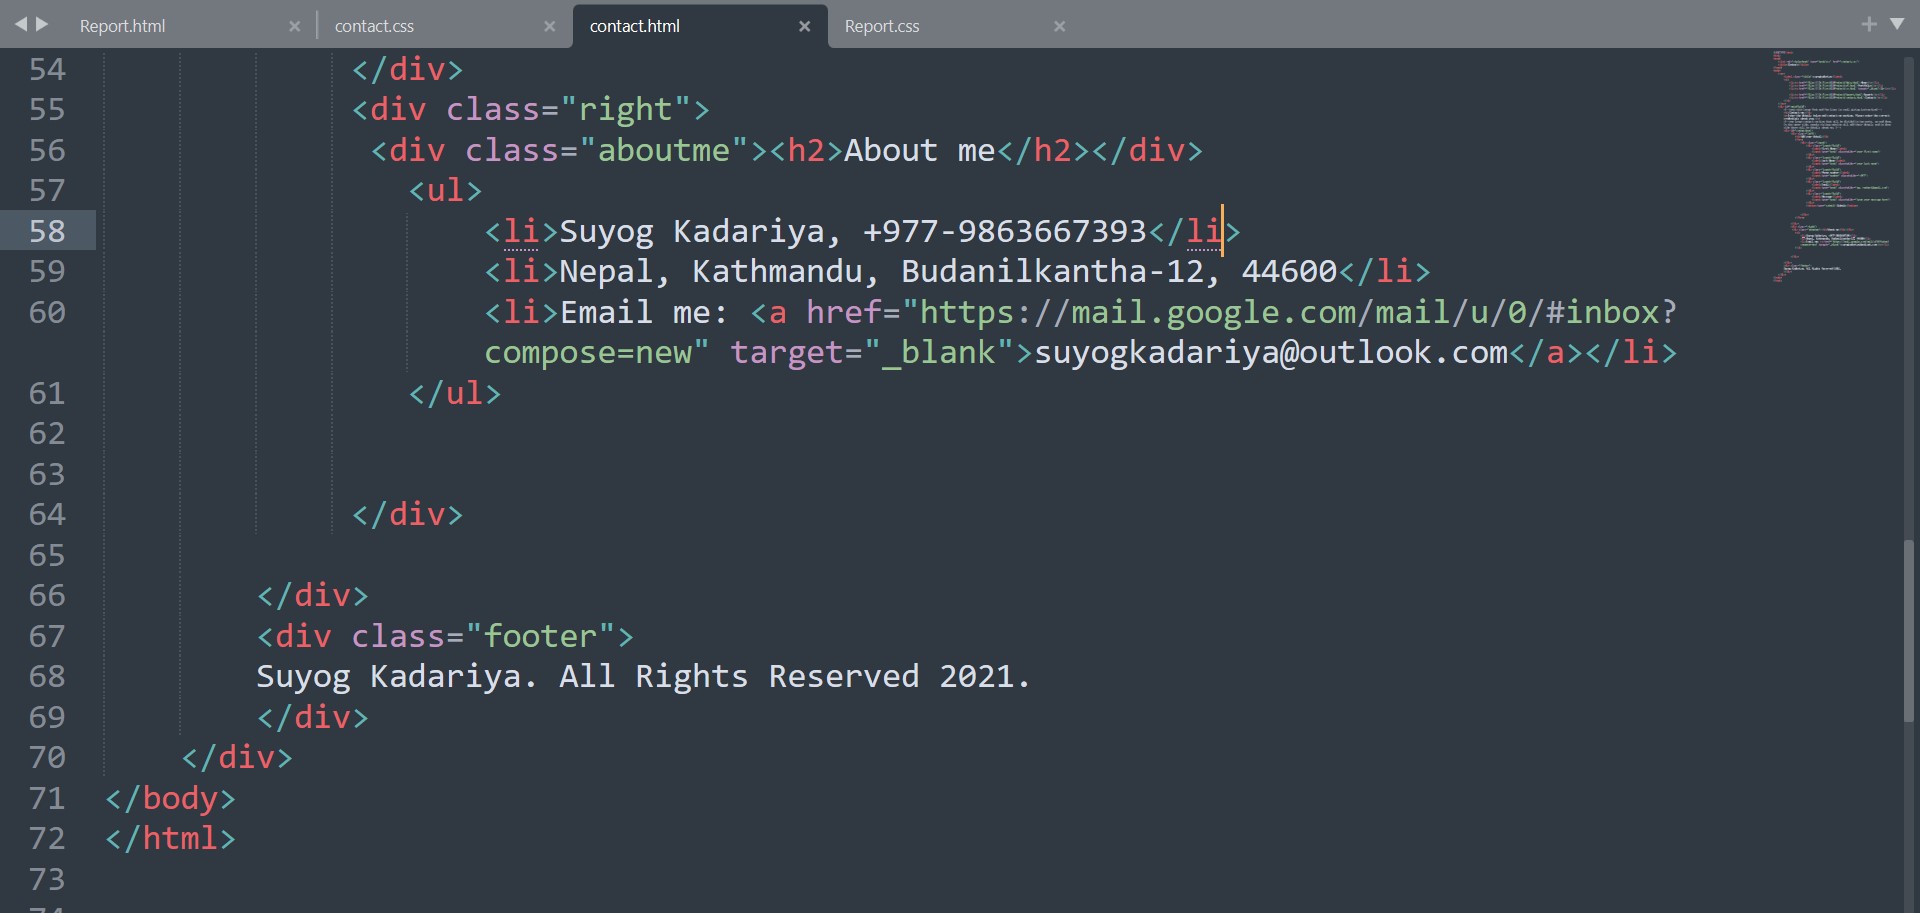 Report.html × contact.css × contact.html × Report.css ×
54 </div>
55 <div class="right">
56 <div class="aboutme"><h2>About me</h2></div>
57 <ul>
58 <li>Suyog Kadariya, +977-9863667393</li>
59 <li>Nepal, Kathmandu, Budanilkantha-12, 44600</li>
60 <li>Email me: <a href="https://mail.google.com/mail/u/0/#inbox?
compose=new" target="_blank">suyogkadariya@outlook.com</a></li>
61 </ul>
62
63
64 </div>
65
66 </div>
67 <div class="footer">
68 Suyog Kadariya. All Rights Reserved 2021.
69 </div>
70 </div>
71 </body>
72 </html>
73
74